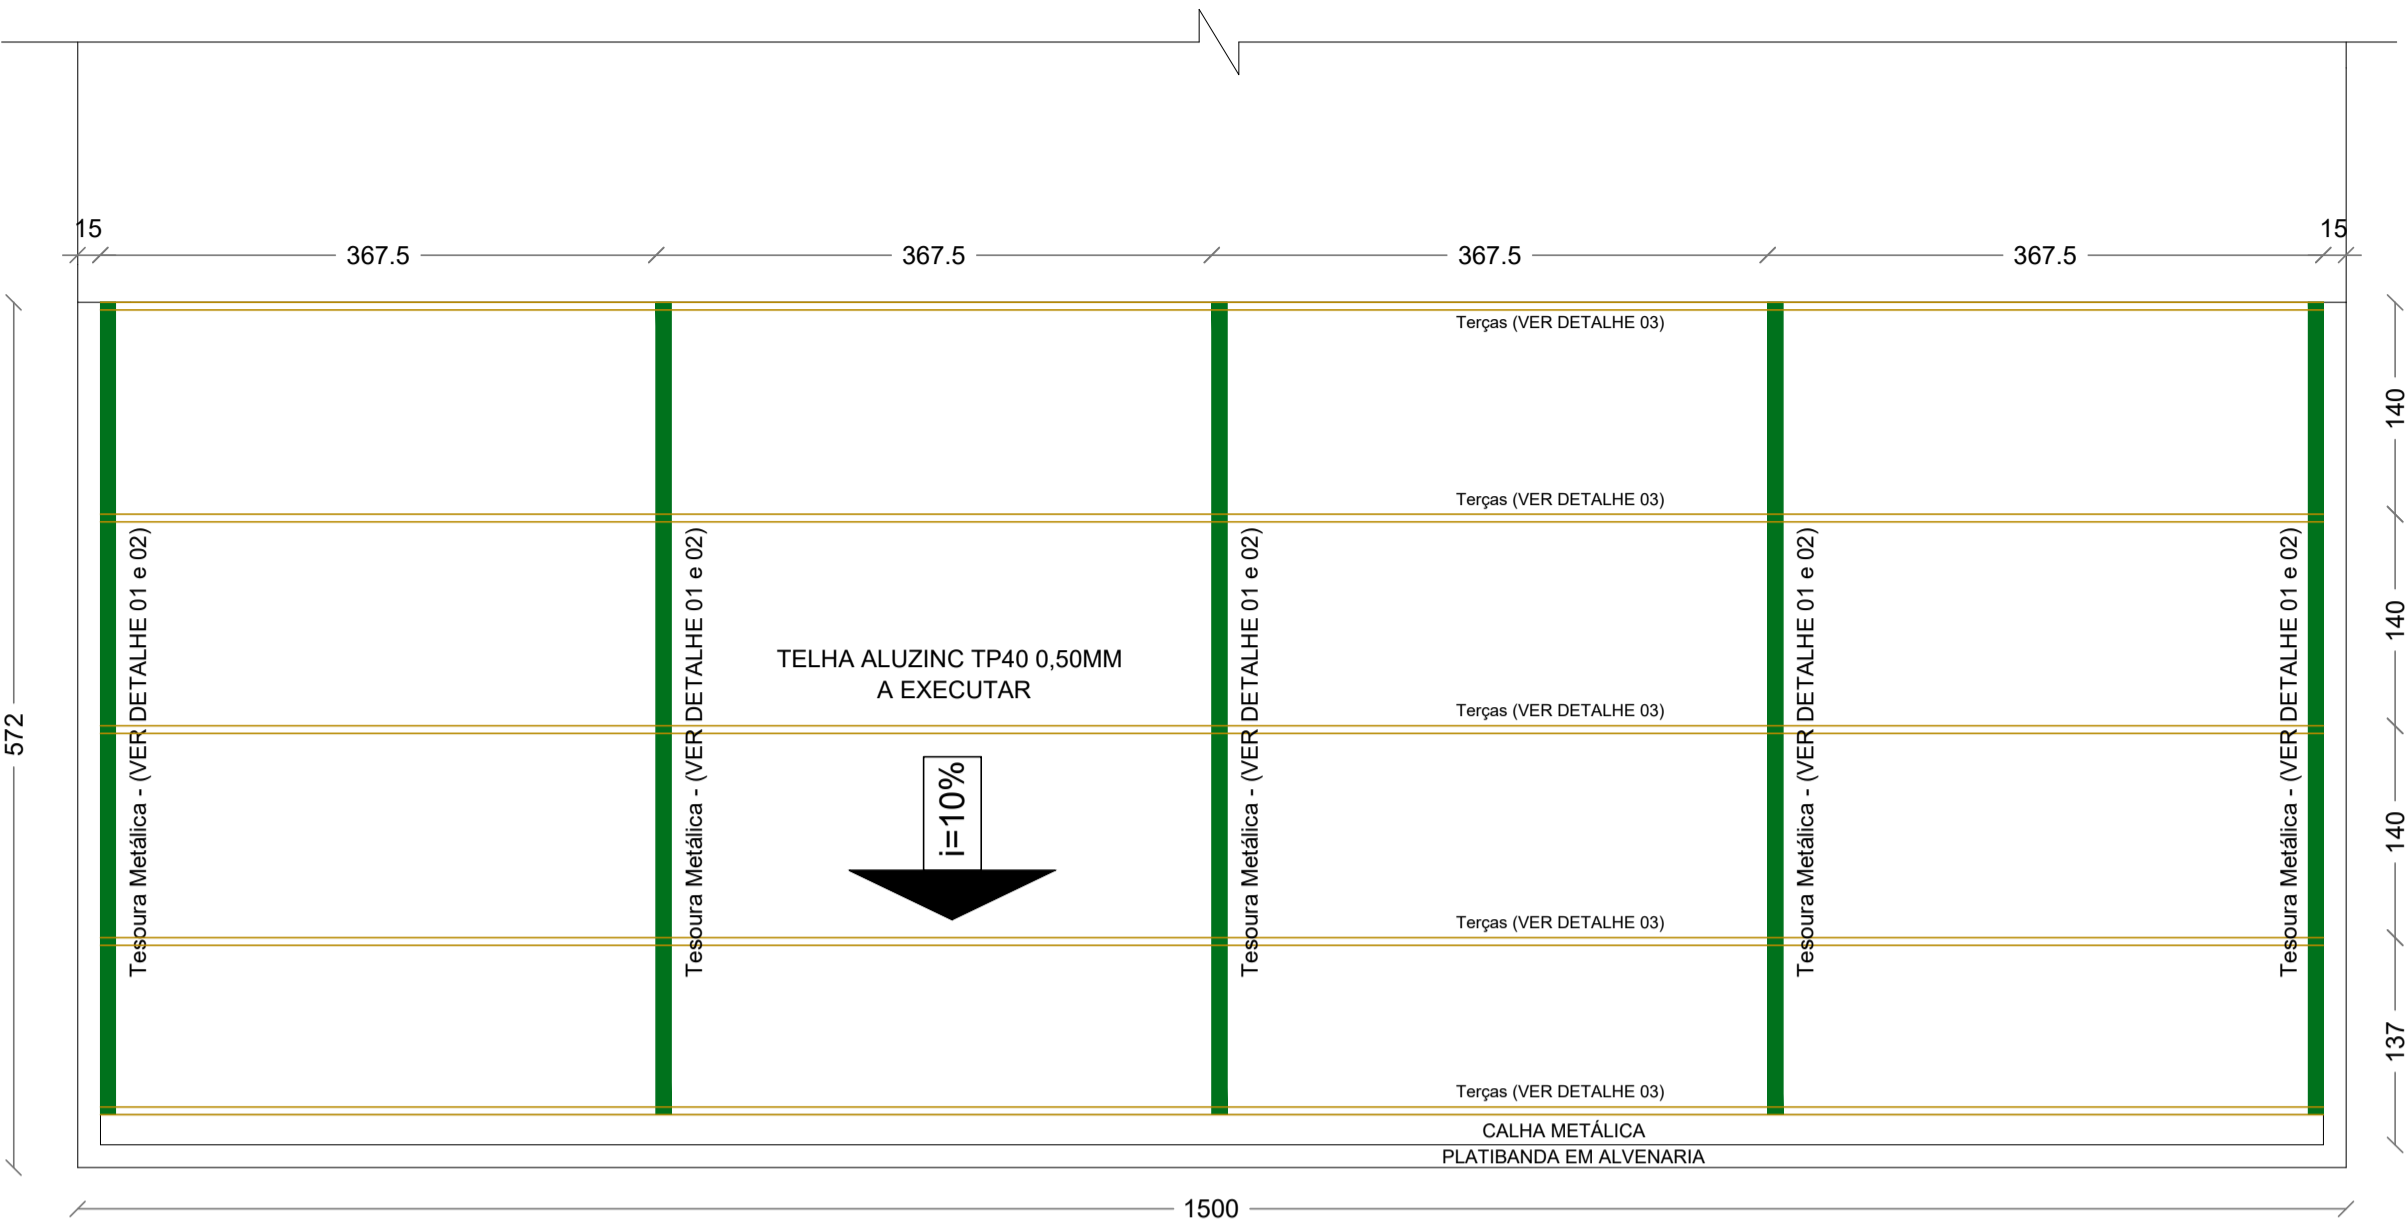 15
15
367.5
367.5
367.5
367.5
Terças (VER DETALHE 03)
140
Terças (VER DETALHE 03)
Tesoura Metálica - (VER DETALHE 01 e 02)
Tesoura Metálica - (VER DETALHE 01 e 02)
Tesoura Metálica - (VER DETALHE 01 e 02)
Tesoura Metálica - (VER DETALHE 01 e 02)
Tesoura Metálica - (VER DETALHE 01 e 02)
140
TELHA ALUZINC TP40 0,50MM
A EXECUTAR
Terças (VER DETALHE 03)
572
i=10%
140
Terças (VER DETALHE 03)
137
Terças (VER DETALHE 03)
CALHA METÁLICA
PLATIBANDA EM ALVENARIA
1500